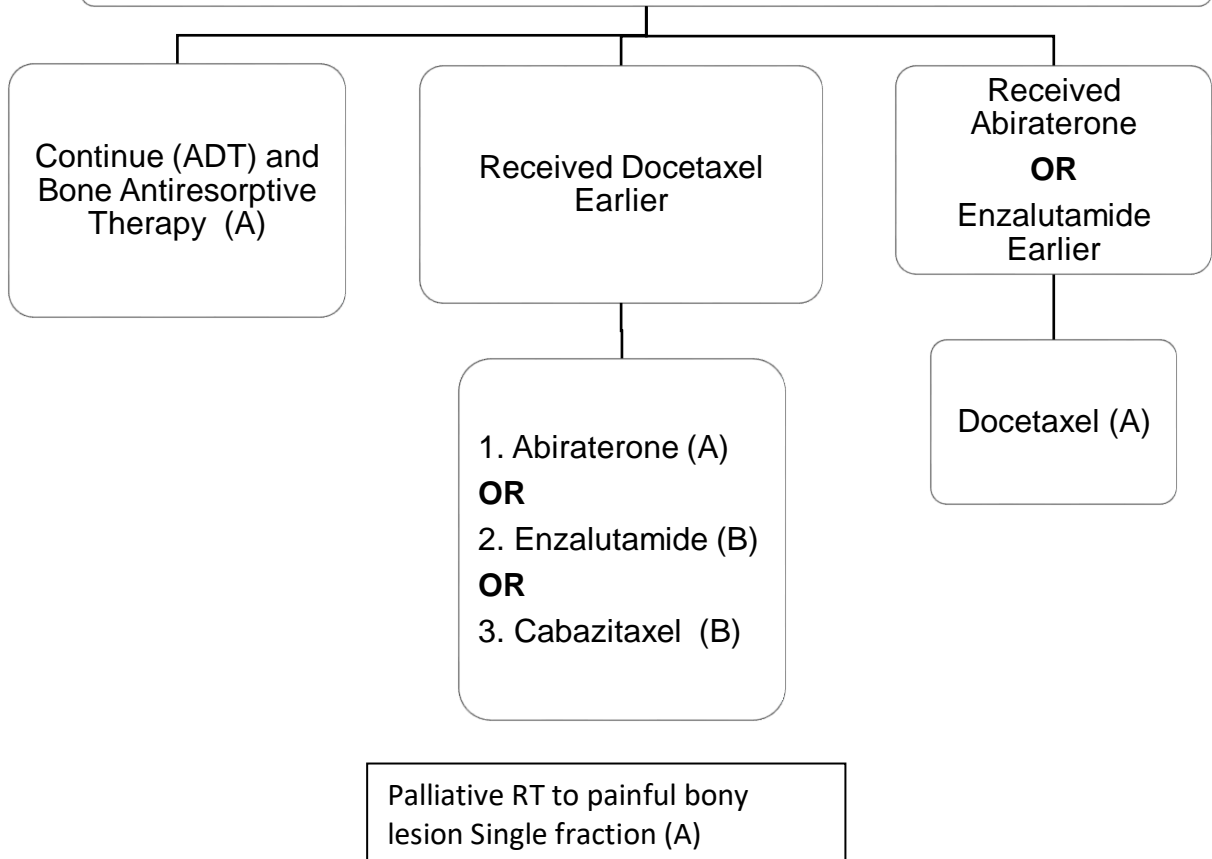 Continue (ADT) and
Bone Antiresorptive
Therapy (A)
Received Docetaxel
Earlier
Received
Abiraterone
OR
Enzalutamide
Earlier
1. Abiraterone (A)
OR
2. Enzalutamide (B)
OR
3. Cabazitaxel (B)
Docetaxel (A)
Palliative RT to painful bony
lesion Single fraction (A)